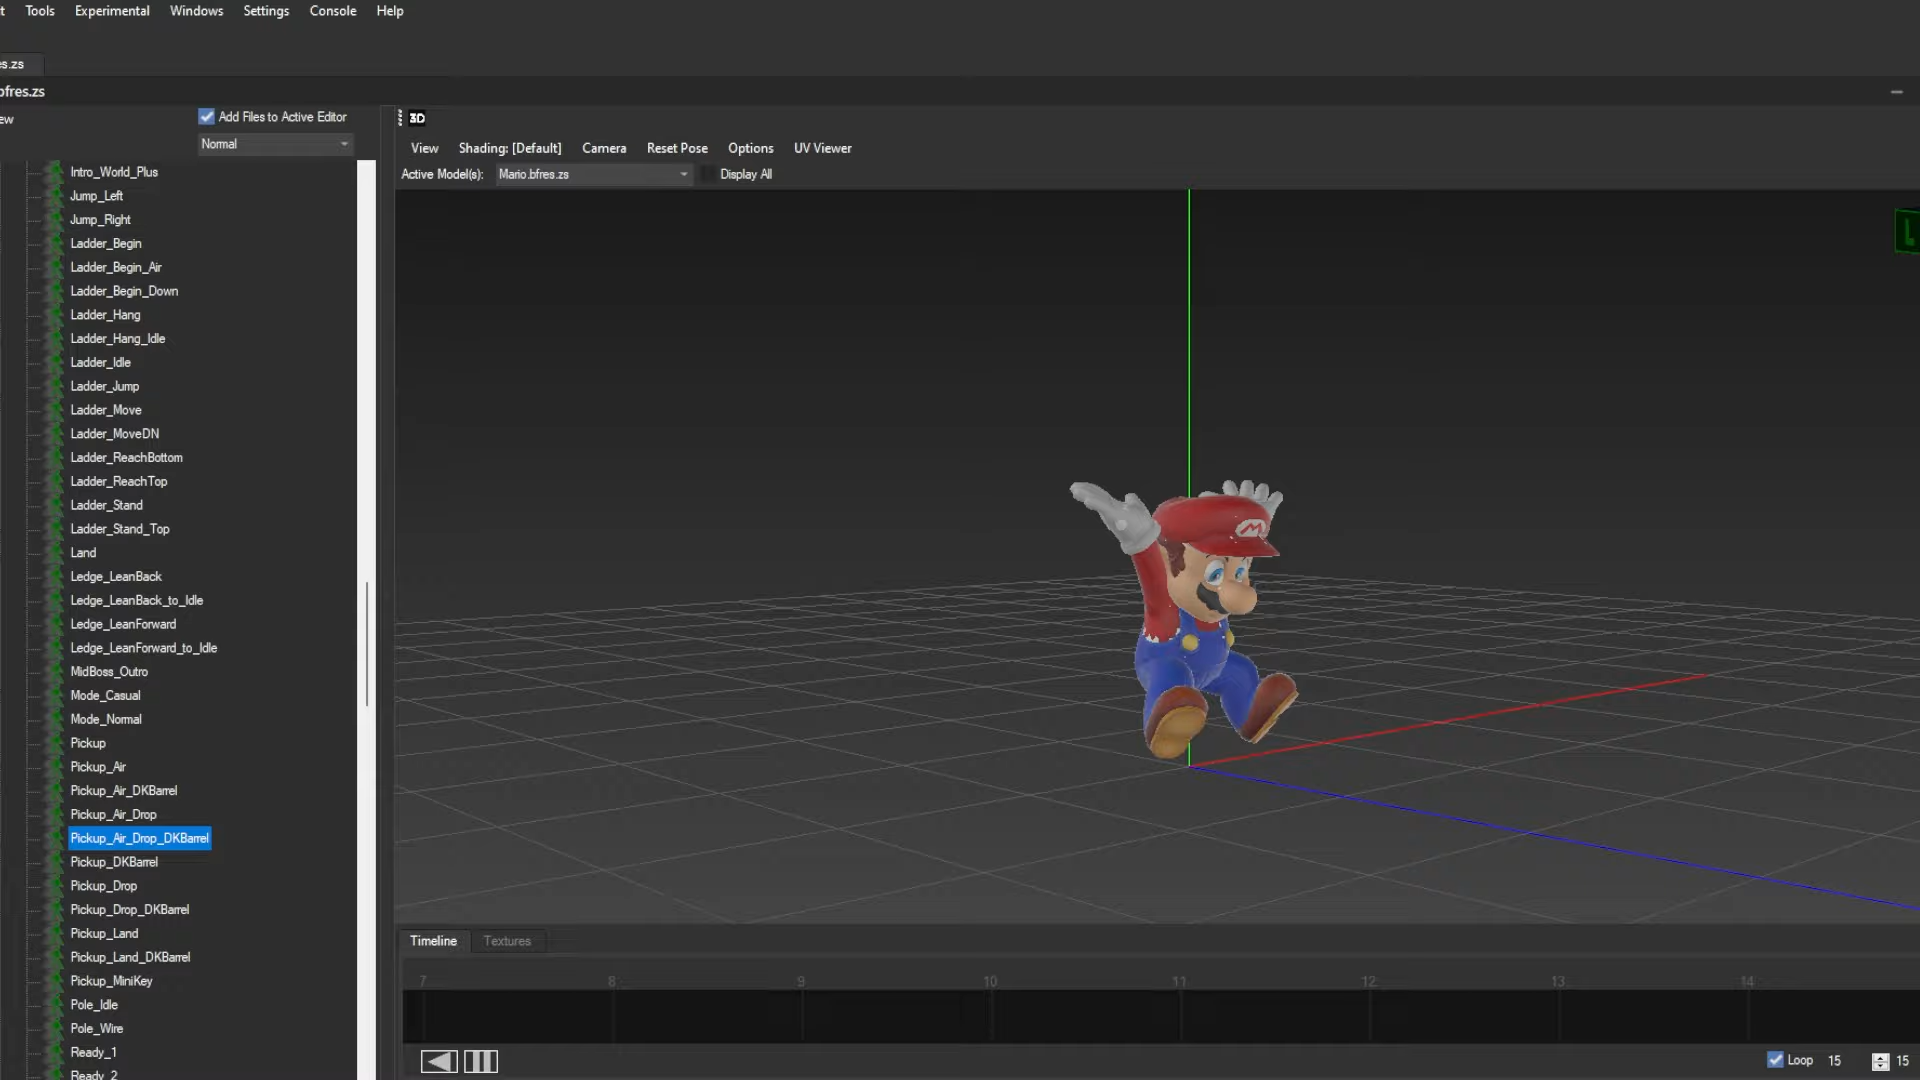 t Tools Experimental Windows Settings Console Help
es.zs
bfres.zs
ew
Add Files to Active Editor
Normal
Intro_World_Plus
Jump_Left
Jump_Right
Ladder_Begin
Ladder_Begin_Air
Ladder_Begin_Down
Ladder_Hang
Ladder_Hang_Idle
Ladder_Idle
Ladder_Jump
Ladder_Move
Ladder_MoveDN
Ladder_ReachBottom
Ladder_ReachTop
Ladder_Stand
Ladder_Stand_Top
Land
Ledge_LeanBack
Ledge_LeanBack_to_Idle
Ledge_LeanForward
Ledge_LeanForward_to_Idle
MidBoss_Outro
Mode_Casual
Mode_Normal
Pickup
Pickup_Air
Pickup_Air_DKBarrel
Pickup_Air_Drop
Pickup_Air_Drop_DKBarrel
Pickup_DKBarrel
Pickup_Drop
Pickup_Drop_DKBarrel
Pickup_Land
Pickup_Land_DKBarrel
Pickup_MiniKey
Pole_Idle
Pole_Wire
Ready_1
Ready_2
3D
View Shading: [Default] Camera Reset Pose Options UV Viewer
Active Model(s): Mario.bfres.zs Display All
L
M
Timeline Textures
7 8 9 10 11 12 13 14
Loop 15 15